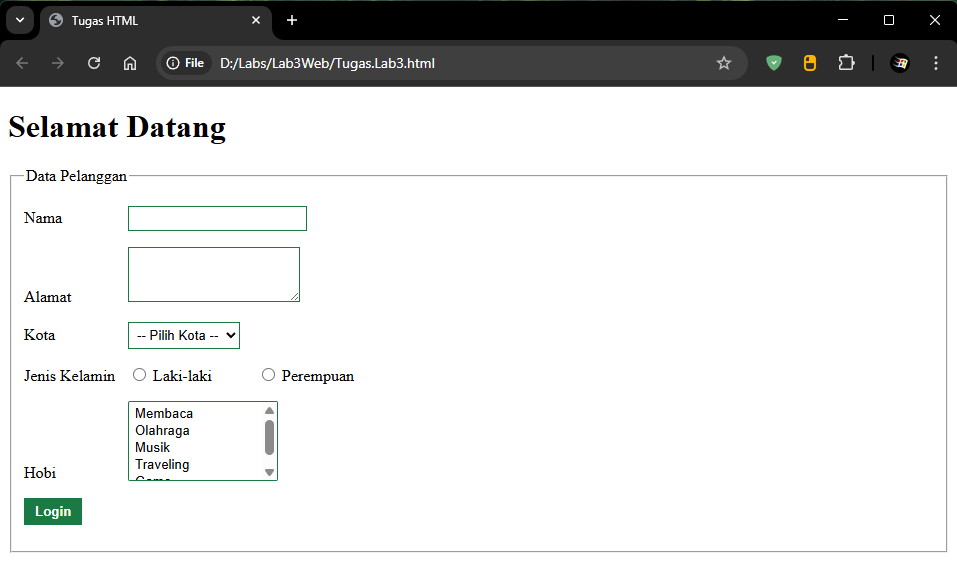 Tugas HTML
File D:/Labs/Lab3Web/Tugas.Lab3.html
Selamat Datang
Data Pelanggan
Nama
Alamat
Kota -- Pilih Kota --
Jenis Kelamin Laki-laki Perempuan
Membaca
Olahraga
Musik
Traveling
Hobi
Login